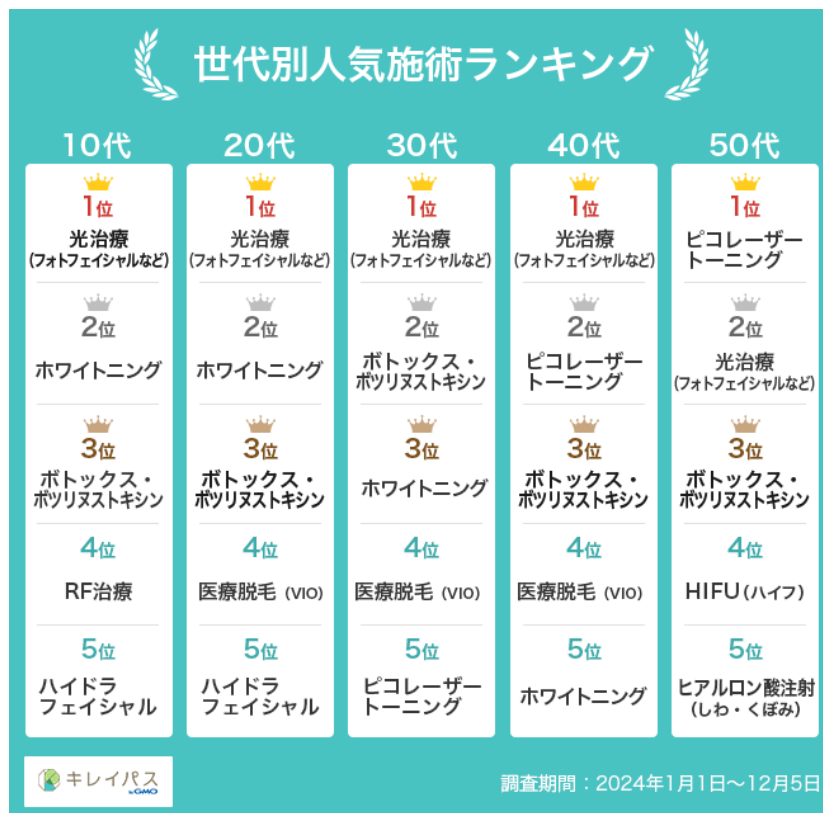 世代別人気施術ランキング
10代
1位
光治療
(フォトフェイシャルなど)
2位
ホワイトニング
3位
ボトックス・
ボツリヌストキシン
4位
RF治療
5位
ハイドラ
フェイシャル
20代
1位
光治療
(フォトフェイシャルなど)
2位
ホワイトニング
3位
ボトックス・
ボツリヌストキシン
4位
医療脱毛 (VIO)
5位
ハイドラ
フェイシャル
30代
1位
光治療
(フォトフェイシャルなど)
2位
ボトックス・
ボツリヌストキシン
3位
ホワイトニング
4位
医療脱毛 (VIO)
5位
ピコレーザー
トーニング
40代
1位
光治療
(フォトフェイシャルなど)
2位
ピコレーザー
トーニング
3位
ボトックス・
ボツリヌストキシン
4位
医療脱毛 (VIO)
5位
ホワイトニング
50代
1位
ピコレーザー
トーニング
2位
光治療
(フォトフェイシャルなど)
3位
ボトックス・
ボツリヌストキシン
4位
HIFU(ハイフ)
5位
ヒアルロン酸注射
(しわ・くぼみ)
キレイパス
byGMO
調査期間：2024年1月1日～12月5日